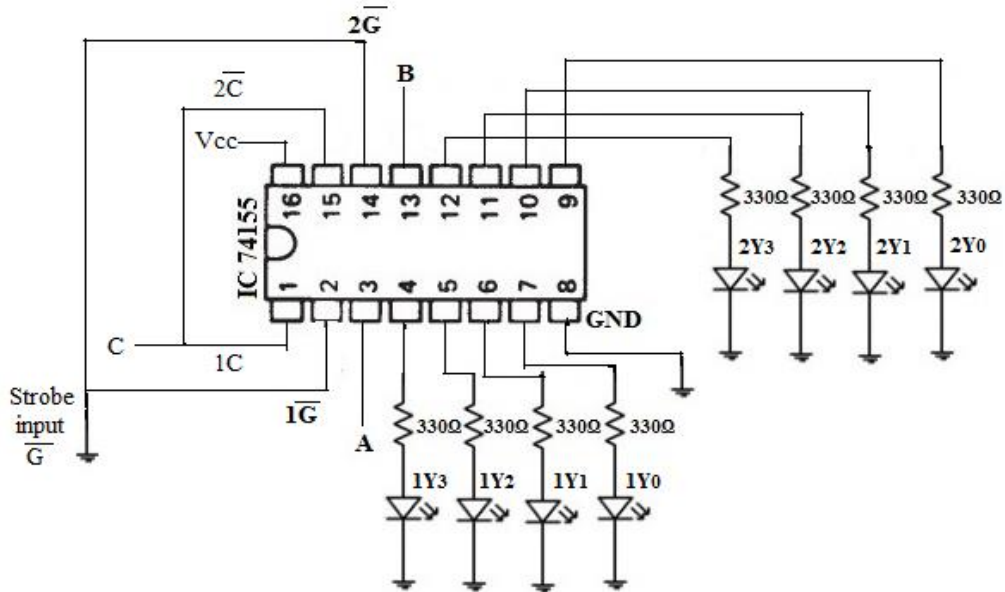 2G̅
B
2C̅
Vcc
16 15 14 13 12 11 10 9
IC 74155
1 2 3 4 5 6 7 8
GND
330Ω 330Ω 330Ω 330Ω
2Y3 2Y2 2Y1 2Y0
C
1C
Strobe
input
G̅
1G̅
A
330Ω 330Ω 330Ω 330Ω
1Y3 1Y2 1Y1 1Y0